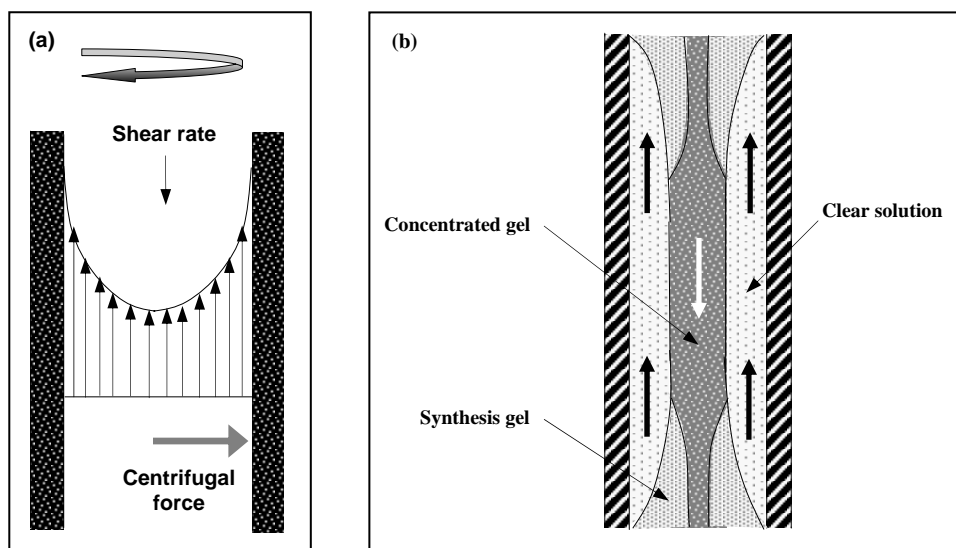 (a)
Shear rate
Centrifugal
force
(b)
Concentrated gel
Clear solution
Synthesis gel